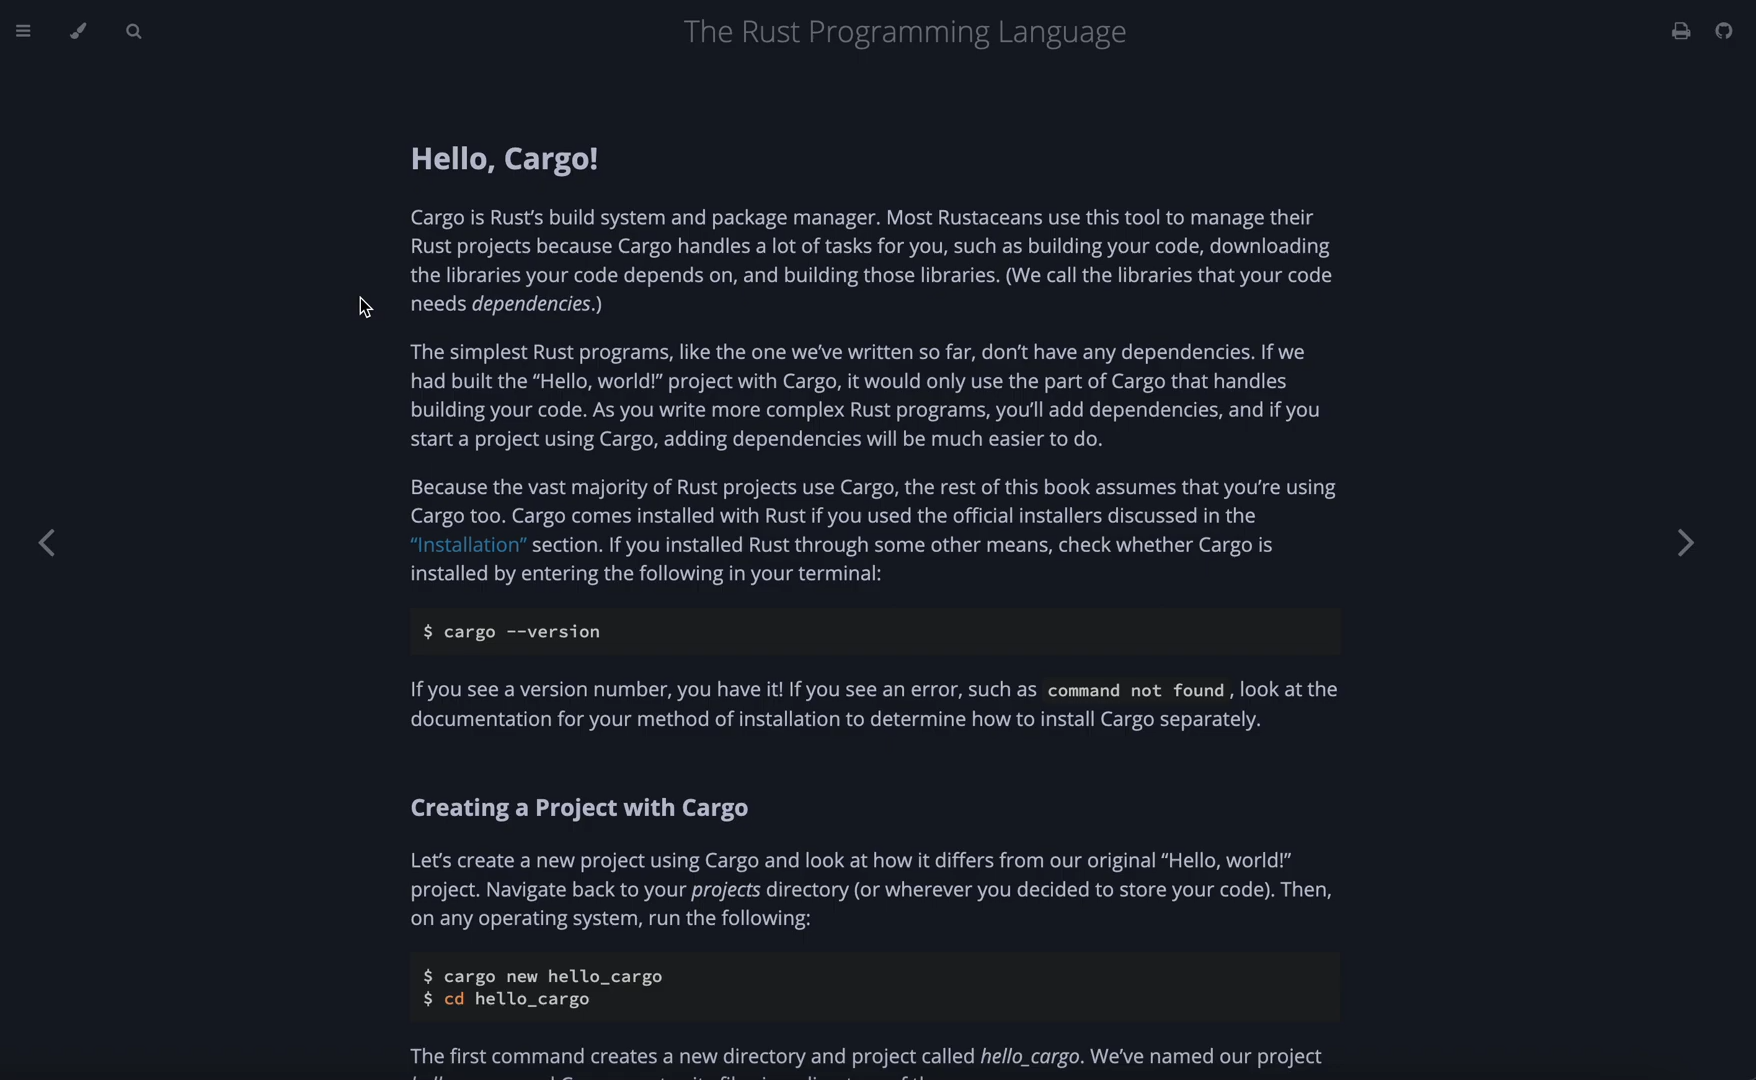 The Rust Programming Language
Hello, Cargo!
Cargo is Rust’s build system and package manager. Most Rustaceans use this tool to manage their
Rust projects because Cargo handles a lot of tasks for you, such as building your code, downloading
the libraries your code depends on, and building those libraries. (We call the libraries that your code
needs dependencies.)
The simplest Rust programs, like the one we’ve written so far, don’t have any dependencies. If we
had built the “Hello, world!” project with Cargo, it would only use the part of Cargo that handles
building your code. As you write more complex Rust programs, you’ll add dependencies, and if you
start a project using Cargo, adding dependencies will be much easier to do.
Because the vast majority of Rust projects use Cargo, the rest of this book assumes that you’re using
Cargo too. Cargo comes installed with Rust if you used the official installers discussed in the
“Installation” section. If you installed Rust through some other means, check whether Cargo is
installed by entering the following in your terminal:
$ cargo --version
If you see a version number, you have it! If you see an error, such as command not found, look at the
documentation for your method of installation to determine how to install Cargo separately.
Creating a Project with Cargo
Let’s create a new project using Cargo and look at how it differs from our original “Hello, world!”
project. Navigate back to your projects directory (or wherever you decided to store your code). Then,
on any operating system, run the following:
$ cargo new hello_cargo
$ cd hello_cargo
The first command creates a new directory and project called hello_cargo. We’ve named our project